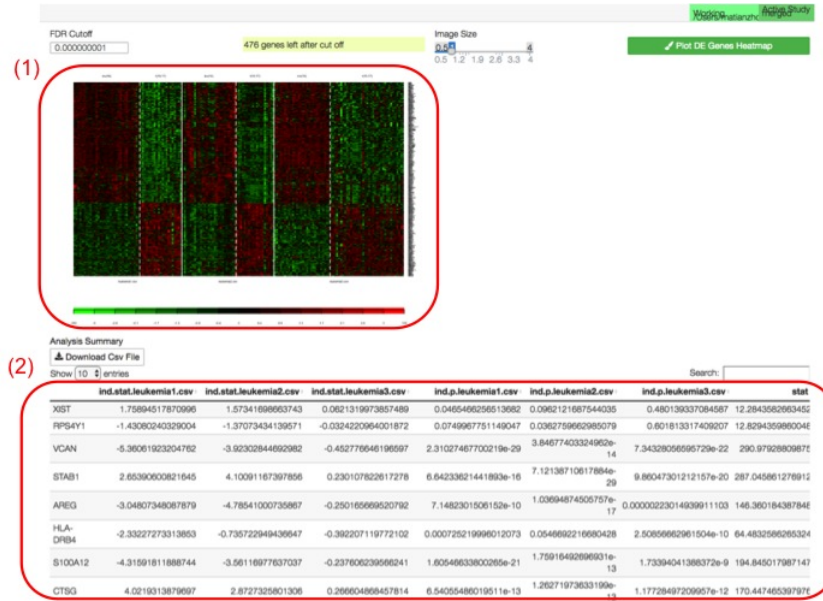 Working
Active Study
/Users/matianzho
merged
FDR Cutoff
0.000000001
476 genes left after cut off
Image Size
0.5
4
0.5 1.2 1.9 2.6 3.3 4
Plot DE Genes Heatmap
(1)
Analysis Summary
Download Csv File
(2)
Show 10 entries
Search:
ind.stat.leukemia1.csv ind.stat.leukemia2.csv ind.stat.leukemia3.csv ind.p.leukemia1.csv ind.p.leukemia2.csv ind.p.leukemia3.csv stat
XIST 1.75894517870996 1.57341698663743 0.0621319973857489 0.0465466256513682 0.0962121687544035 0.480139337084587 12.2843582663452
RPS4Y1 -1.43080240329004 -1.37073434139571 -0.0324220964001872 0.0749967751149047 0.0362759662985079 0.601813317409207 12.8294359860048
VCAN -5.36061923204762 -3.92302844692982 -0.452776646196597 2.31027467700219e-29 3.84677403324962e-14 7.34328056595729e-22 290.97928809875
STAB1 2.65390600821645 4.10091167397856 0.230107822617278 6.64233621441893e-16 7.12138710617884e-29 9.86047301212157e-20 287.045861276912
AREG -3.04807348087879 -4.78541000735867 -0.250165669520792 7.1482301506152e-10 1.03694874505757e-17 0.00000223014939911103 146.360184387848
HLA-DRB4 -2.33227273313853 -0.735722949436647 -0.392207119772102 0.000725219996012073 0.0546692216680428 2.50856662961504e-10 64.4832586265324
S100A12 -4.31591811888744 -3.56116977637037 -0.237606239566241 1.60546633800265e-21 1.75916492696931e-13 1.73394041388372e-9 194.845017987147
CTSG 4.0219313879697 2.8727325801306 0.266604868457814 6.54055486019511e-13 1.26271973633199e-13 1.17728497209957e-12 170.447465397976